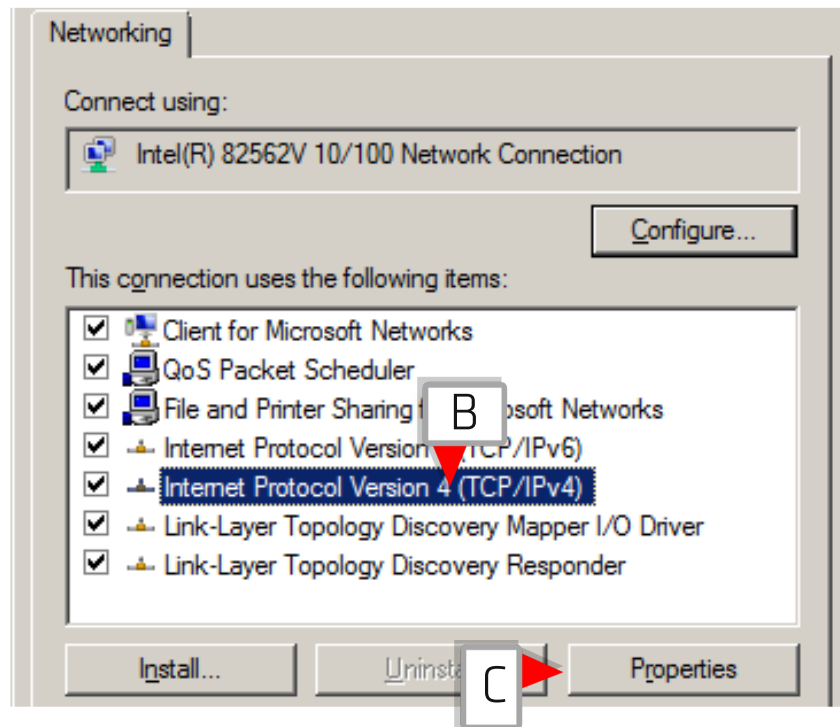 Networking
Connect using:
Intel(R) 82562V 10/100 Network Connection
Configure...
This connection uses the following items:
Client for Microsoft Networks
QoS Packet Scheduler
File and Printer Sharing B Networks
Internet Protocol Version (TCP/IPv6)
Internet Protocol Version 4 (TCP/IPv4)
Link-Layer Topology Discovery Mapper I/O Driver
Link-Layer Topology Discovery Responder
Install... C Properties